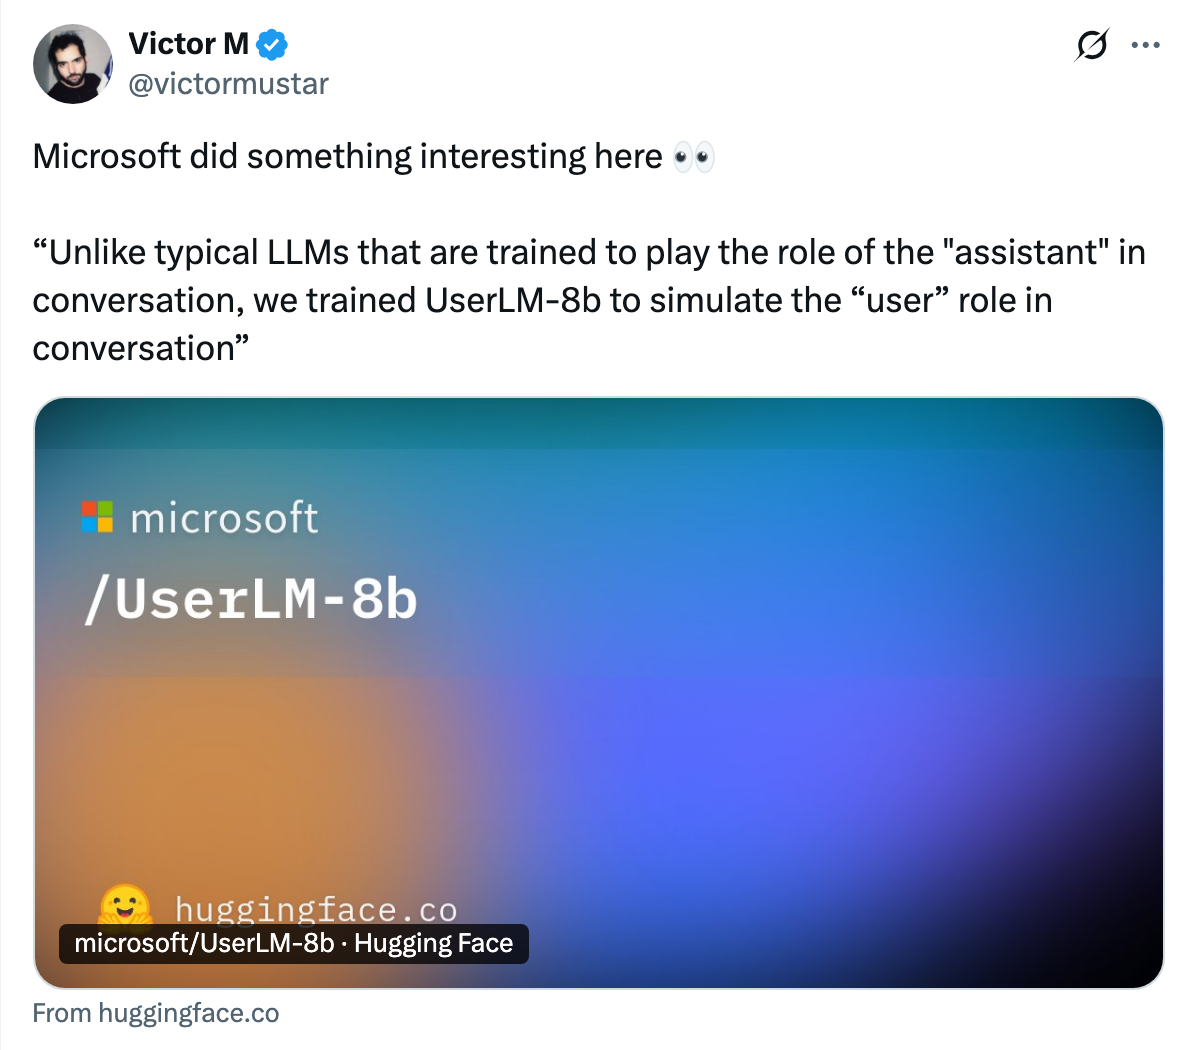 Victor M
@victormustar
Microsoft did something interesting here 👀
“Unlike typical LLMs that are trained to play the role of the "assistant" in
conversation, we trained UserLM-8b to simulate the “user” role in
conversation”
microsoft
/UserLM-8b
huggingface.co
microsoft/UserLM-8b · Hugging Face
From huggingface.co